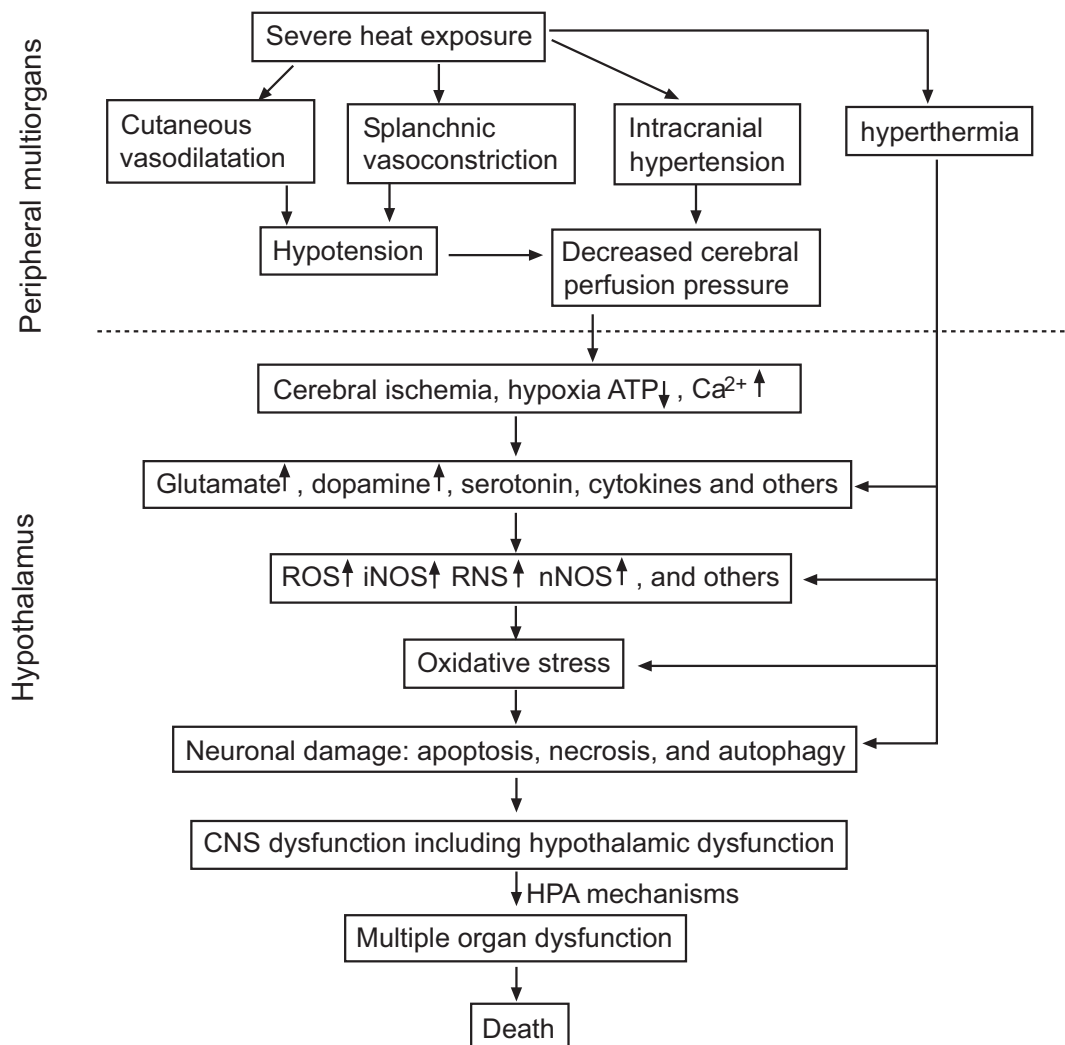 Peripheral multiorgans
Severe heat exposure
Cutaneous
vasodilatation
Splanchnic
vasoconstriction
Intracranial
hypertension
hyperthermia
Hypotension
Decreased cerebral
perfusion pressure
Hypothalamus
Cerebral ischemia, hypoxia ATP↓, Ca²⁺↑
Glutamate↑, dopamine↑, serotonin, cytokines and others
ROS↑ iNOS↑ RNS↑ nNOS↑, and others
Oxidative stress
Neuronal damage: apoptosis, necrosis, and autophagy
CNS dysfunction including hypothalamic dysfunction
HPA mechanisms
Multiple organ dysfunction
Death